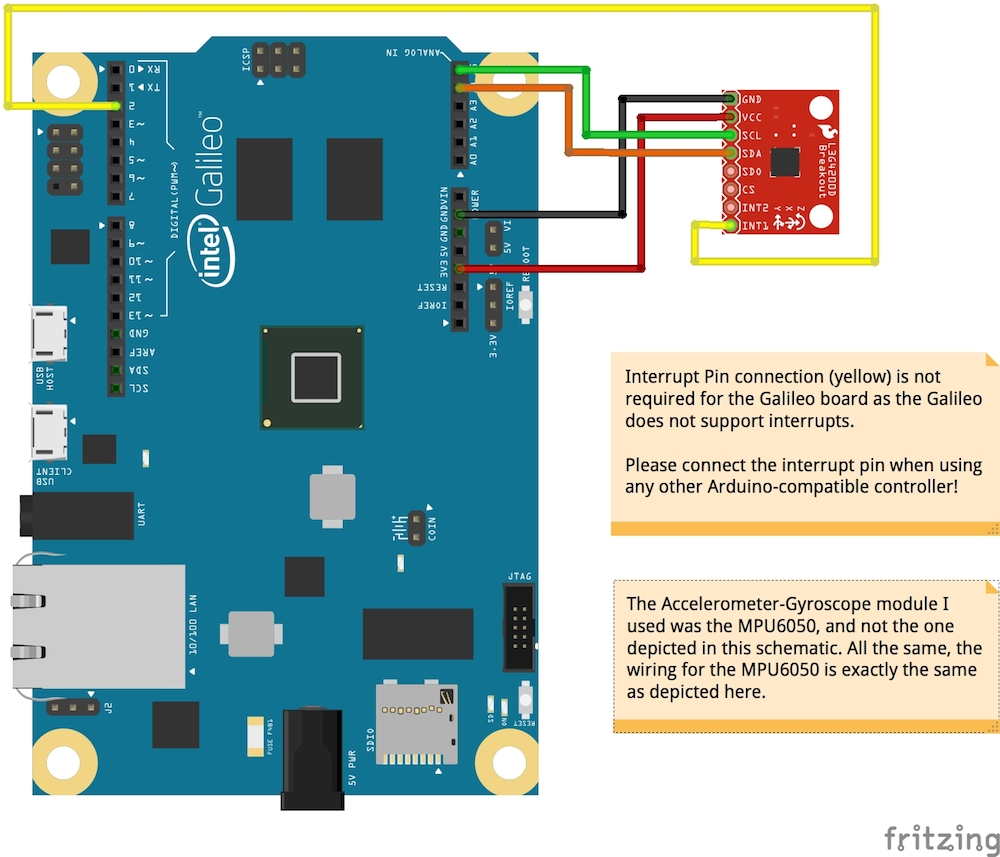 ICSP
ANALOG IN
RX ◄ 0
TX ► 1
2
3 ~
4
5 ~
6 ~
7
DIGITAL(PWM~)
8
9 ~
10 ~
11 ~
12
13 ~
GND
AREF
SDA
SCL
intel
Galileo™
A3
A2
A1
A0
POWER
VIN
GND
GND
5V
3V3
RESET
IOREF
5V VI
IOREF
3.3V
REBOOT
GND
VCC
SCL
SDA
SDO
CS
INT2
INT1
L3G4200D
Breakout
Z
X
Y
USB
HOST
USB
CLIENT
UART
COIN
JTAG
10/100 LAN
J2
FUSE F4B1
5V PWR
SDIO
SD
ON
RESET
Interrupt Pin connection (yellow) is not
required for the Galileo board as the Galileo
does not support interrupts.
Please connect the interrupt pin when using
any other Arduino-compatible controller!
The Accelerometer-Gyroscope module I
used was the MPU6050, and not the one
depicted in this schematic. All the same, the
wiring for the MPU6050 is exactly the same
as depicted here.
fritzing